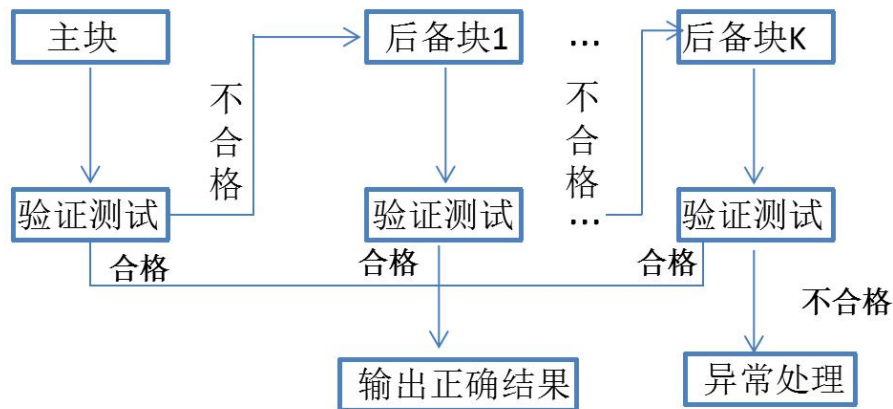 主块
后备块1
...
后备块K
不合格
不合格
验证测试
验证测试
...
验证测试
合格
合格
合格
不合格
输出正确结果
异常处理